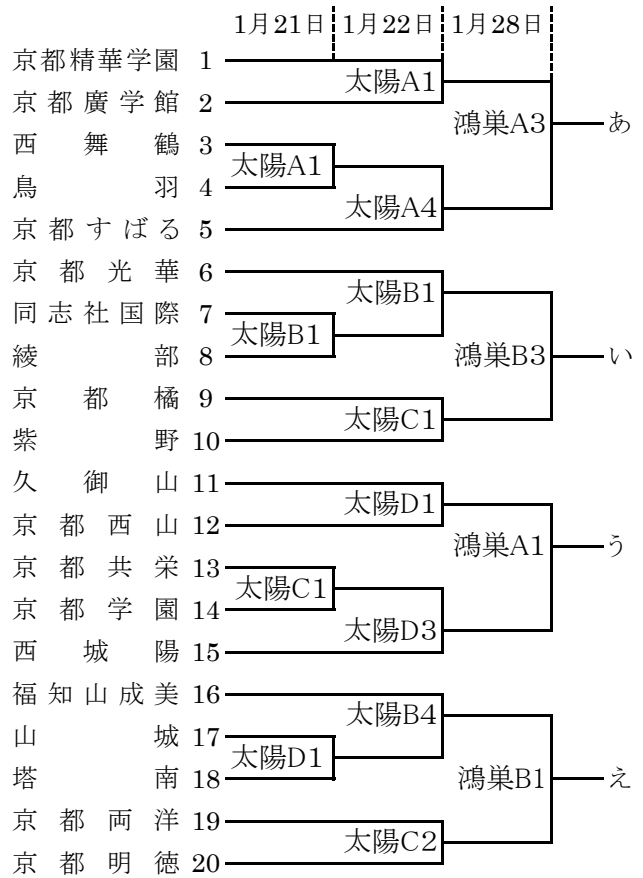 1月21日 1月22日 1月28日
京都精華学園 1
太陽A1
京都廣学館 2
鴻巣A3 あ
西舞鶴 3
太陽A1
鳥羽 4
太陽A4
京都すばる 5
京都光華 6
太陽B1
同志社国際 7
太陽B1
綾部 8
鴻巣B3 い
京都橘 9
太陽C1
紫野 10
久御山 11
太陽D1
京都西山 12
鴻巣A1 う
京都共栄 13
太陽C1
京都学園 14
太陽D3
西城陽 15
福知山成美 16
太陽B4
山城 17
太陽D1
塔南 18
鴻巣B1 え
京都両洋 19
太陽C2
京都明徳 20